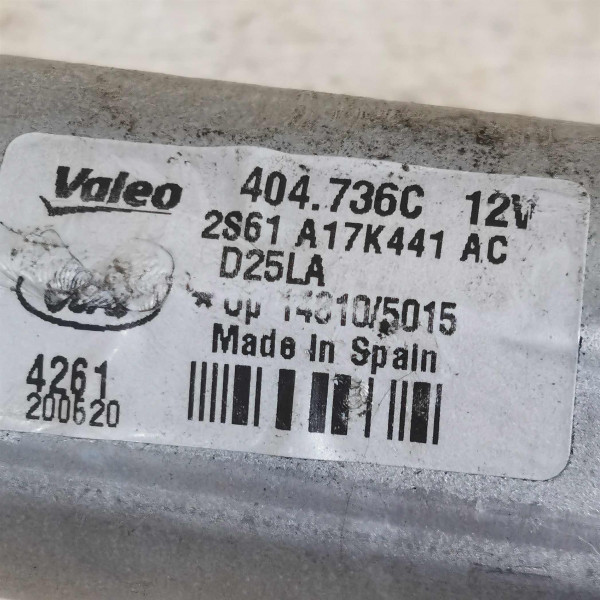 Valeo 404.736C 12V
2S61 A17K441 AC
D25LA
Made In Spain
4261
200620